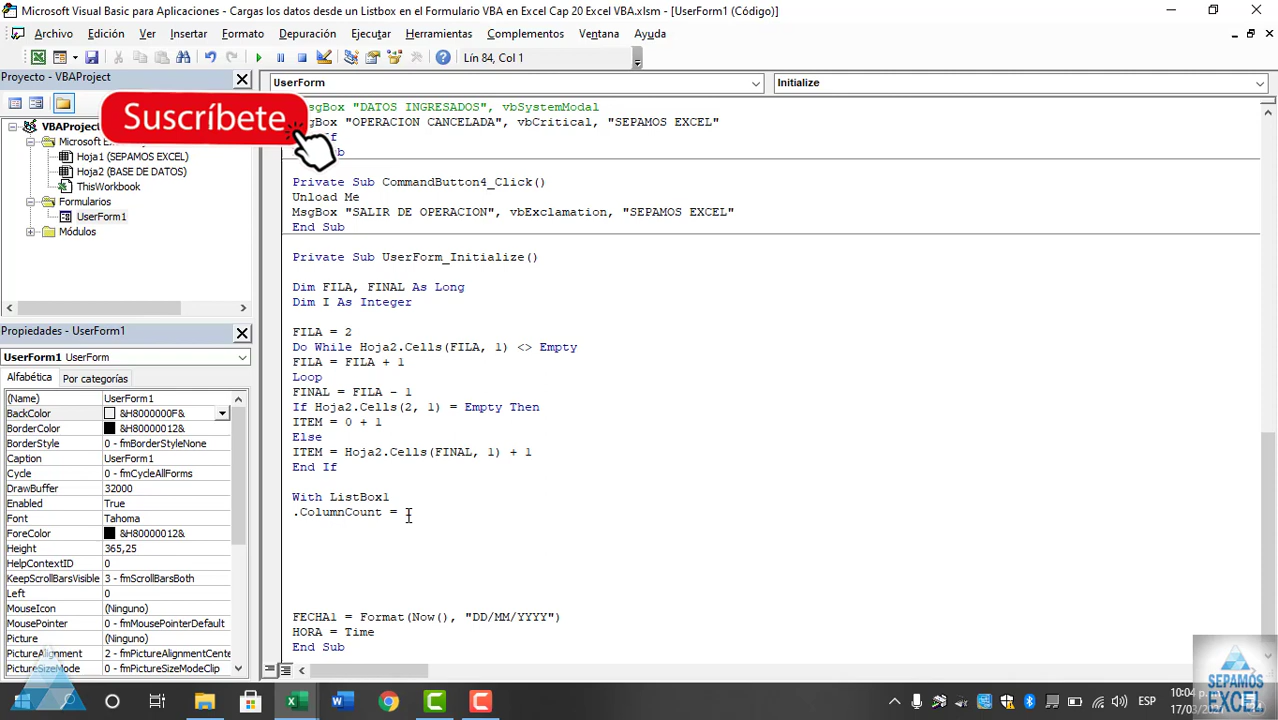 Microsoft Visual Basic para Aplicaciones - Cargas los datos desde un Listbox en el Formulario VBA en Excel Cap 20 Excel VBA.xlsm - [UserForm1 (Código)]
Archivo Edición Ver Insertar Formato Depuración Ejecutar Herramientas Complementos Ventana Ayuda
Lín 84, Col 1
Proyecto - VBAProject
UserForm
Initialize
Suscríbete
VBAProject
Microsoft Ex
Hoja1 (SEPAMOS EXCEL)
Hoja2 (BASE DE DATOS)
ThisWorkbook
Formularios
UserForm1
Módulos
Propiedades - UserForm1
UserForm1 UserForm
Alfabética Por categorías
(Name) UserForm1
BackColor &H8000000F&
BorderColor &H80000012&
BorderStyle 0 - fmBorderStyleNone
Caption UserForm1
Cycle 0 - fmCycleAllForms
DrawBuffer 32000
Enabled True
Font Tahoma
ForeColor &H80000012&
Height 365,25
HelpContextID 0
KeepScrollBarsVisible 3 - fmScrollBarsBoth
Left 0
MouseIcon (Ninguno)
MousePointer 0 - fmMousePointerDefault
Picture (Ninguno)
PictureAlignment 2 - fmPictureAlignmentCente
PictureSizeMode 0 - fmPictureSizeModeClip
MsgBox "DATOS INGRESADOS", vbSystemModal
gBox "OPERACION CANCELADA", vbCritical, "SEPAMOS EXCEL"
If
b
Private Sub CommandButton4_Click()
Unload Me
MsgBox "SALIR DE OPERACION", vbExclamation, "SEPAMOS EXCEL"
End Sub
Private Sub UserForm_Initialize()
Dim FILA, FINAL As Long
Dim I As Integer
FILA = 2
Do While Hoja2.Cells(FILA, 1) <> Empty
FILA = FILA + 1
Loop
FINAL = FILA - 1
If Hoja2.Cells(2, 1) = Empty Then
ITEM = 0 + 1
Else
ITEM = Hoja2.Cells(FINAL, 1) + 1
End If
With ListBox1
.ColumnCount =
FECHA1 = Format(Now(), "DD/MM/YYYY")
HORA = Time
End Sub
ESP
10:04 p.
17/03/
SEPAMOS
EXCEL